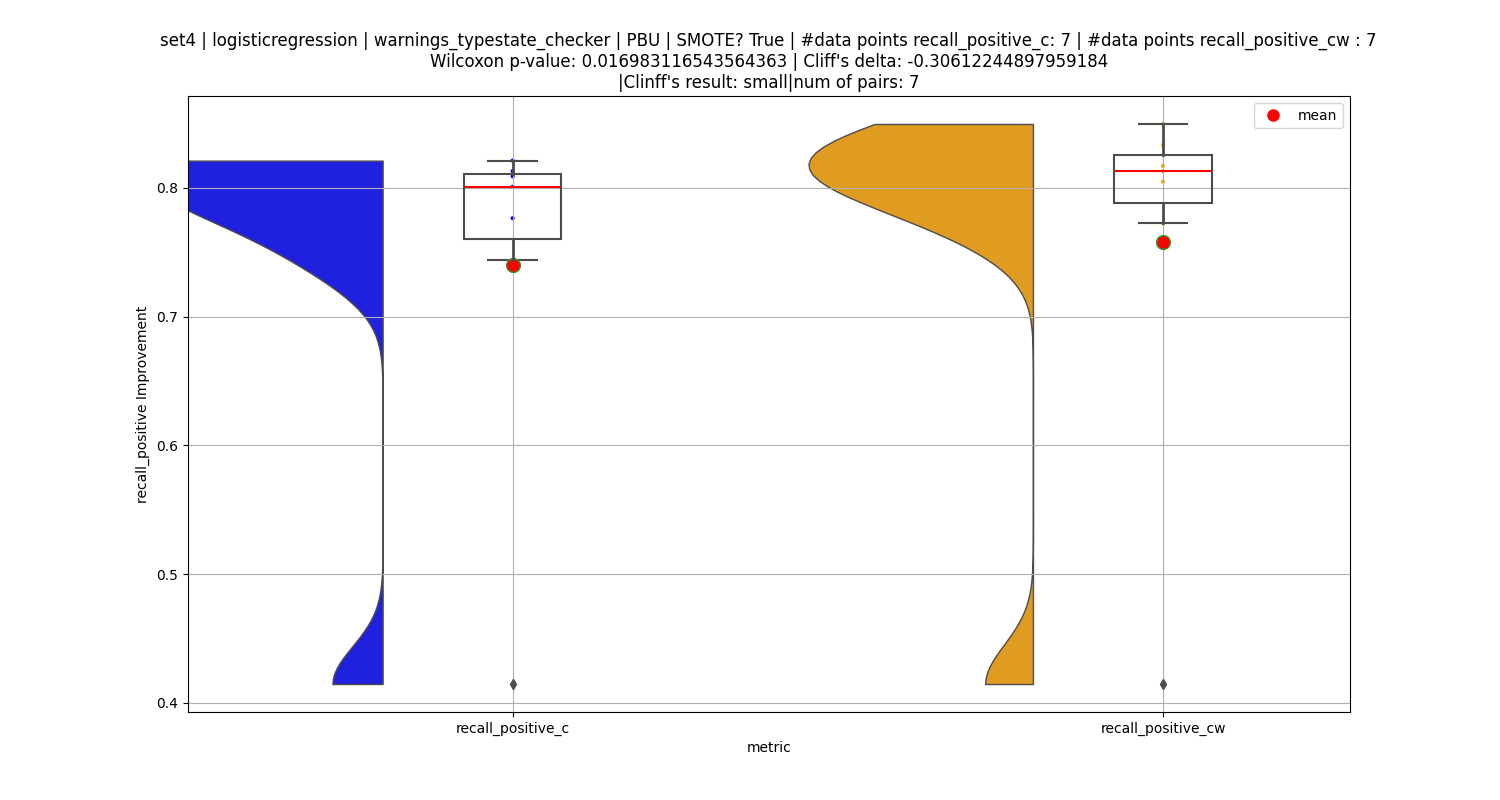 set4 | logisticregression | warnings_typestate_checker | PBU | SMOTE? True | #data points recall_positive_c: 7 | #data points recall_positive_cw : 7
Wilcoxon p-value: 0.016983116543564363 | Cliff's delta: -0.30612244897959184
|Clinff's result: small|num of pairs: 7
mean
0.8
0.7
0.6
0.5
0.4
recall_positive Improvement
recall_positive_c
recall_positive_cw
metric